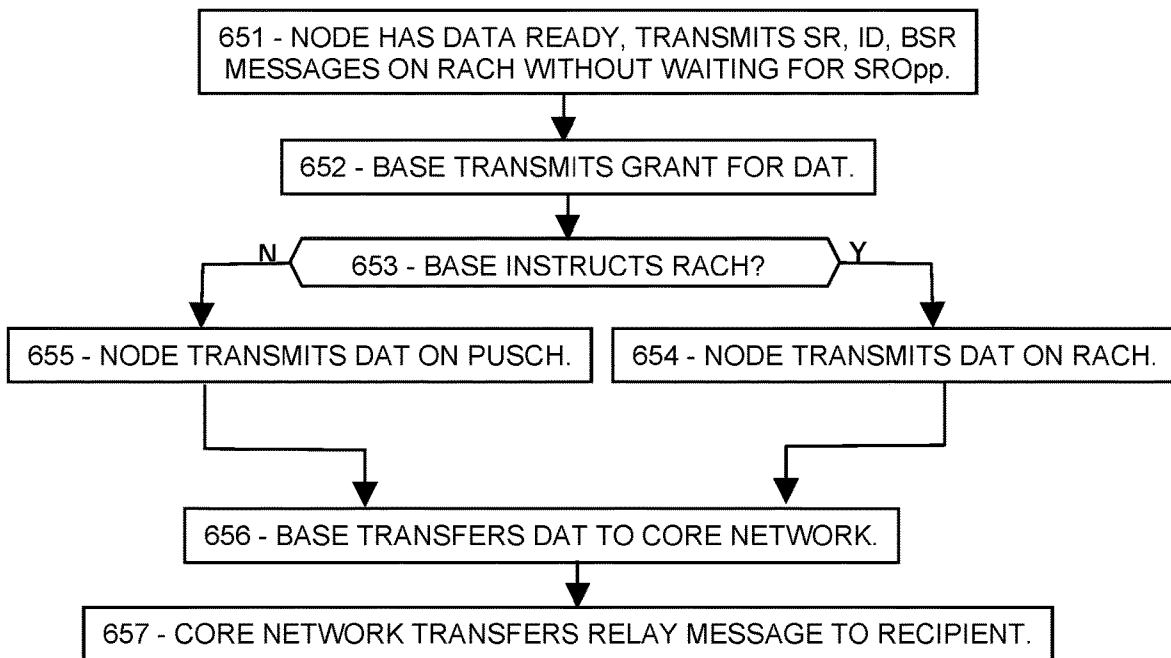 651 - NODE HAS DATA READY, TRANSMITS SR, ID, BSR
MESSAGES ON RACH WITHOUT WAITING FOR SROpp.
652 - BASE TRANSMITS GRANT FOR DAT.
N
653 - BASE INSTRUCTS RACH?
Y
655 - NODE TRANSMITS DAT ON PUSCH.
654 - NODE TRANSMITS DAT ON RACH.
656 - BASE TRANSFERS DAT TO CORE NETWORK.
657 - CORE NETWORK TRANSFERS RELAY MESSAGE TO RECIPIENT.